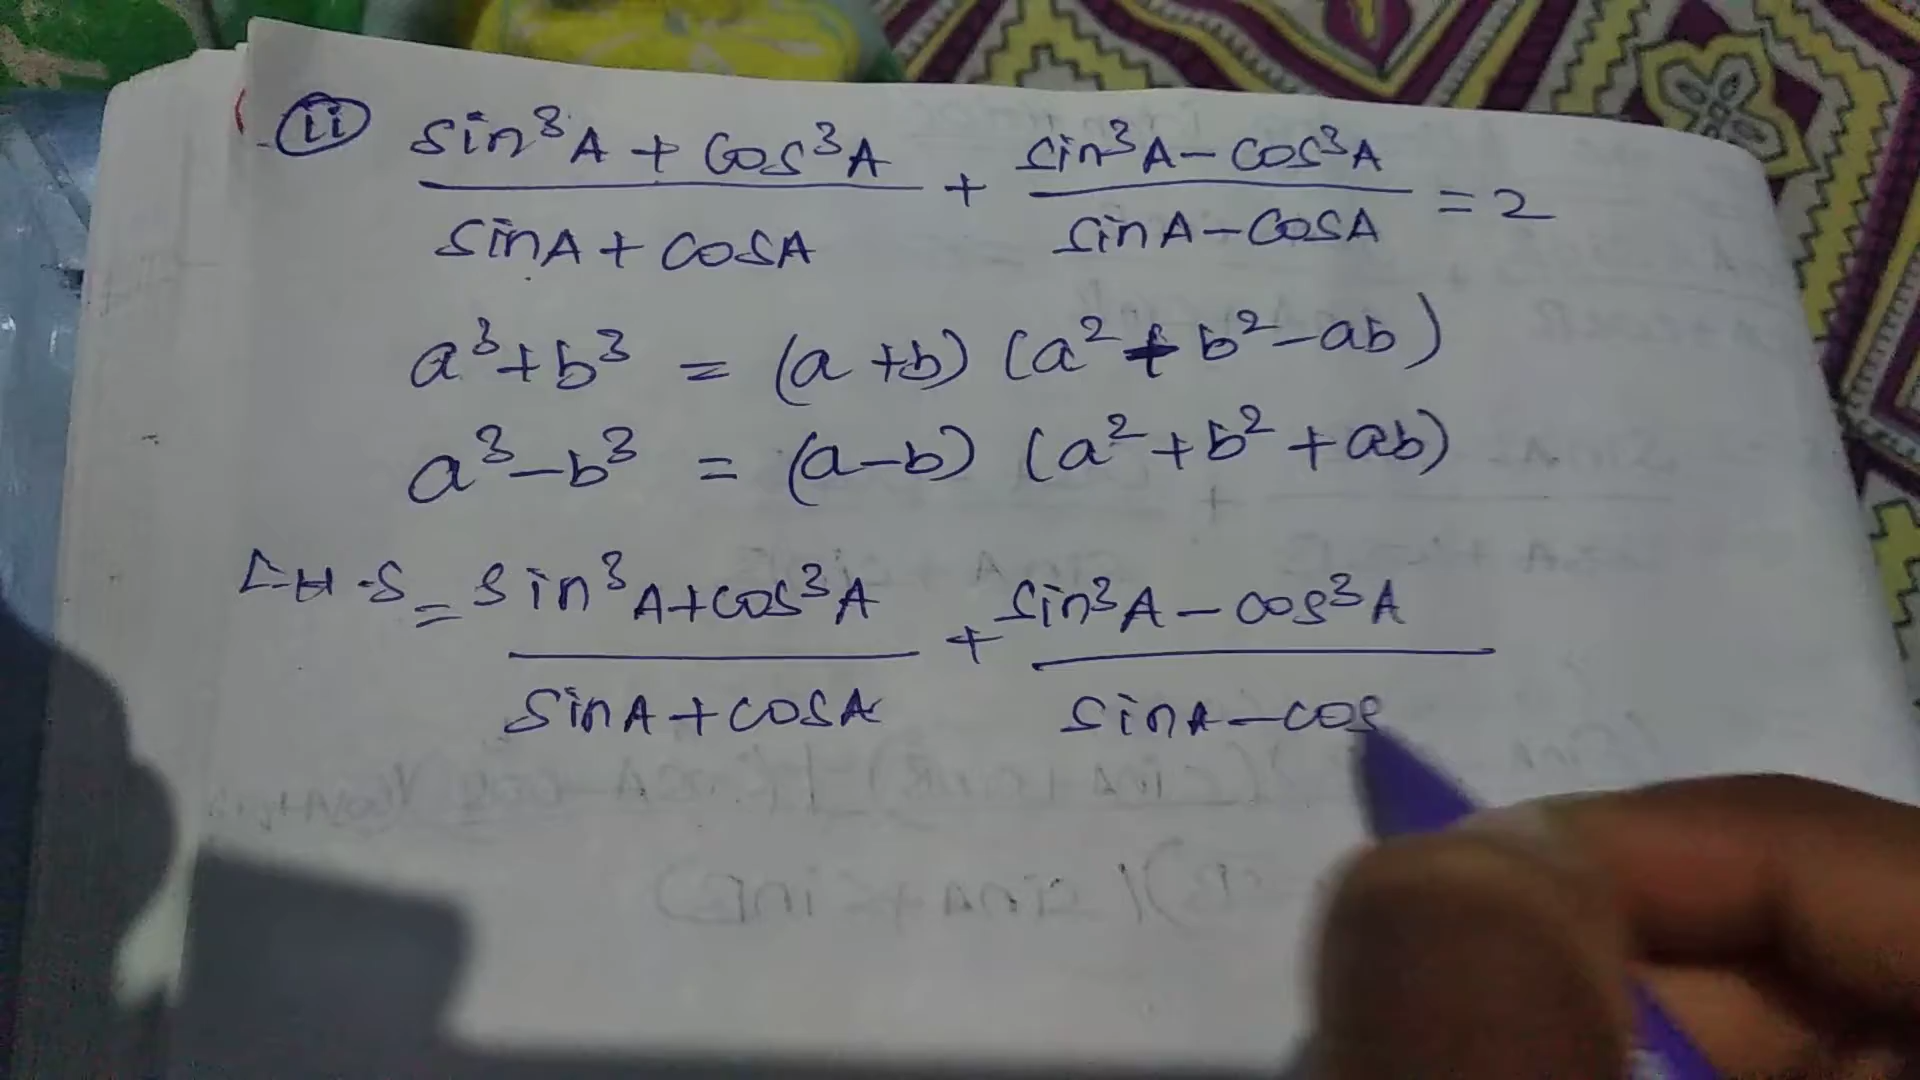 (ii) sin³A + cos³A / sinA + cosA + sin³A - cos³A / sinA - cosA = 2
a³ + b³ = (a + b) (a² + b² - ab)
a³ - b³ = (a - b) (a² + b² + ab)
L-H-S = sin³A + cos³A / sinA + cosA + sin³A - cos³A / sinA - cos